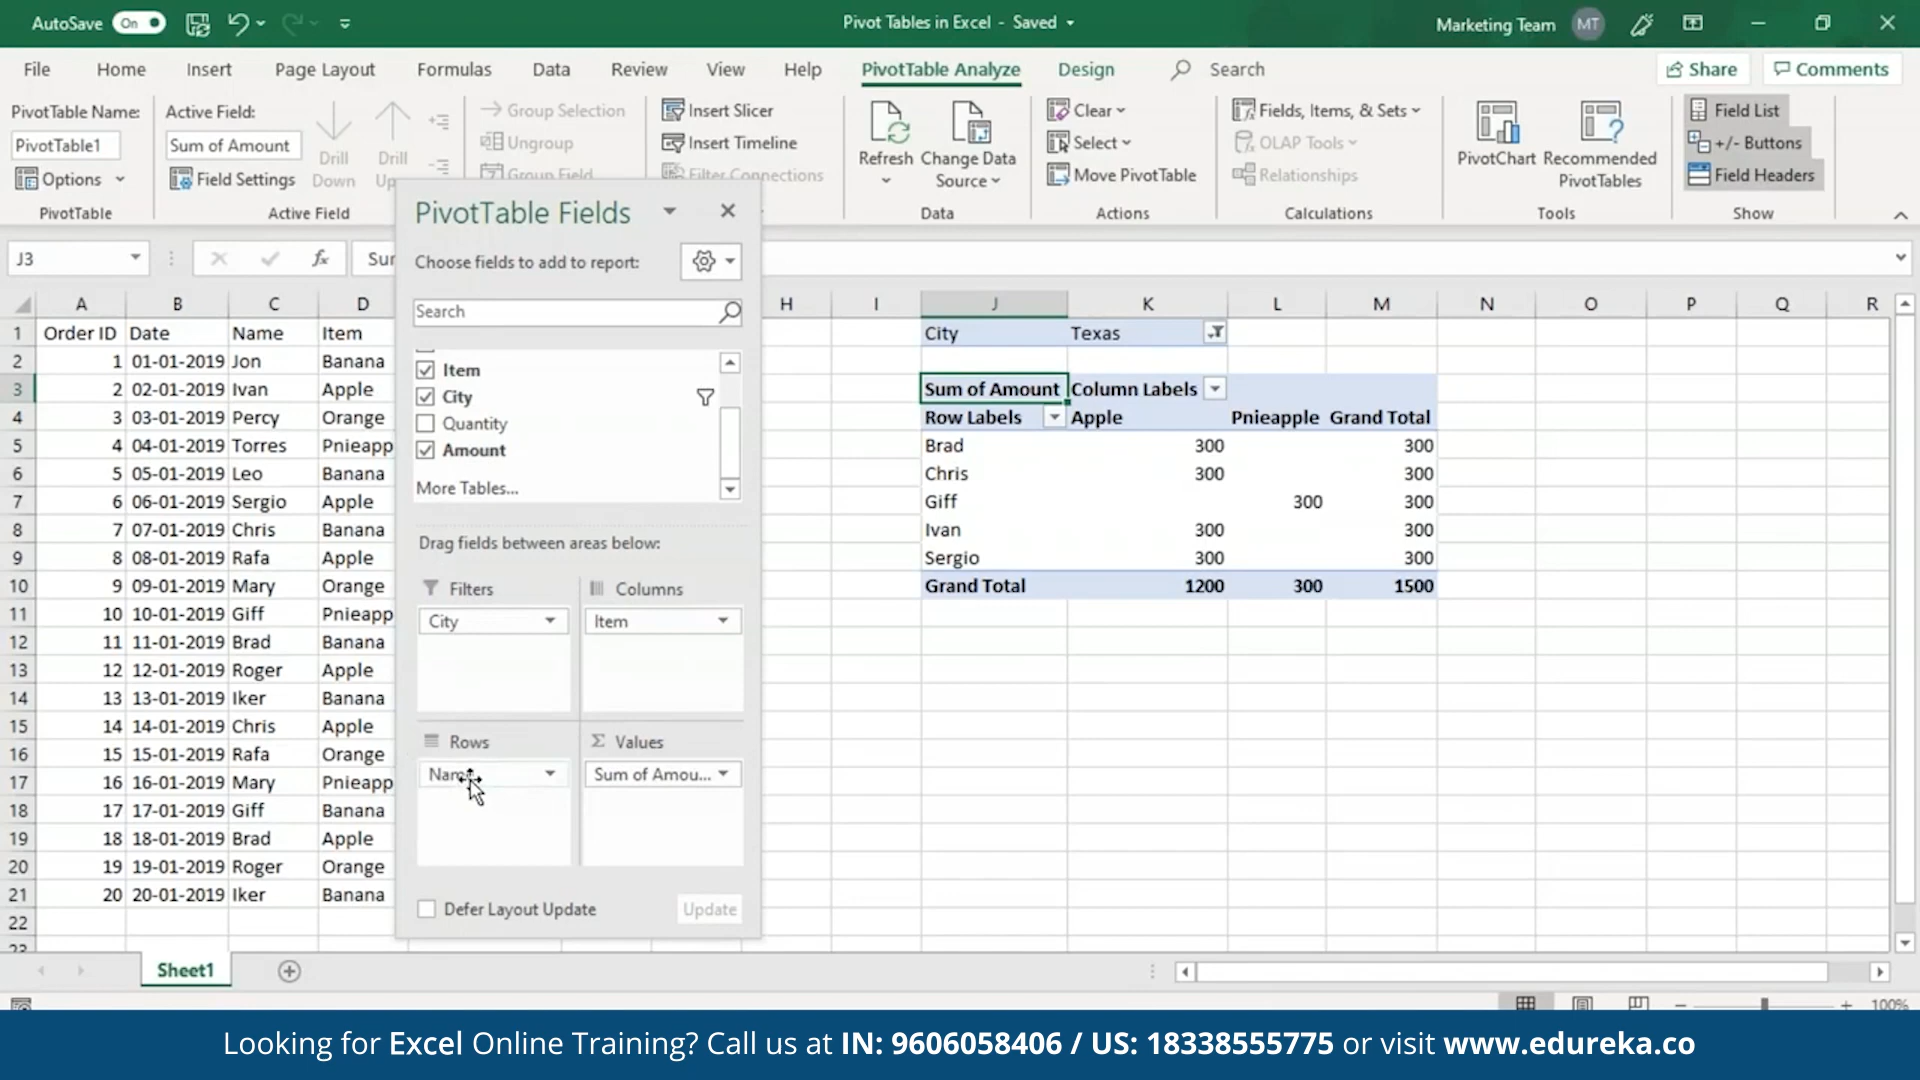 AutoSave On Pivot Tables in Excel - Saved Marketing Team MT
File Home Insert Page Layout Formulas Data Review View Help PivotTable Analyze Design Search Share Comments
PivotTable Name:
PivotTable1
Options
PivotTable
Active Field:
Sum of Amount
Field Settings
Drill Down
Drill
Active Field
Group Selection
Ungroup
Group Field
Insert Slicer
Insert Timeline
Filter Connections
Refresh
Change Data Source
Data
Clear
Select
Move PivotTable
Actions
Fields, Items, & Sets
OLAP Tools
Relationships
Calculations
PivotChart
Recommended PivotTables
Tools
Field List
+/- Buttons
Field Headers
Show
J3 fx
A B C D H I J K L M N O P Q R
1 Order ID Date Name Item
2 1 01-01-2019 Jon Banana
3 2 02-01-2019 Ivan Apple
4 3 03-01-2019 Percy Orange
5 4 04-01-2019 Torres Pnieapp
6 5 05-01-2019 Leo Banana
7 6 06-01-2019 Sergio Apple
8 7 07-01-2019 Chris Banana
9 8 08-01-2019 Rafa Apple
10 9 09-01-2019 Mary Orange
11 10 10-01-2019 Giff Pnieapp
12 11 11-01-2019 Brad Banana
13 12 12-01-2019 Roger Apple
14 13 13-01-2019 Iker Banana
15 14 14-01-2019 Chris Apple
16 15 15-01-2019 Rafa Orange
17 16 16-01-2019 Mary Pnieapp
18 17 17-01-2019 Giff Banana
19 18 18-01-2019 Brad Apple
20 19 19-01-2019 Roger Orange
21 20 20-01-2019 Iker Banana
22
23
PivotTable Fields
Choose fields to add to report:
Search
Item
City
Quantity
Amount
More Tables...
Drag fields between areas below:
Filters Columns
City Item
Rows Σ Values
Name Sum of Amou...
Defer Layout Update Update
City Texas
Sum of Amount Column Labels
Row Labels Apple Pnieapple Grand Total
Brad 300 300
Chris 300 300
Giff 300 300
Ivan 300 300
Sergio 300 300
Grand Total 1200 300 1500
Sheet1
100%
Looking for Excel Online Training? Call us at IN: 9606058406 / US: 18338555775 or visit www.edureka.co